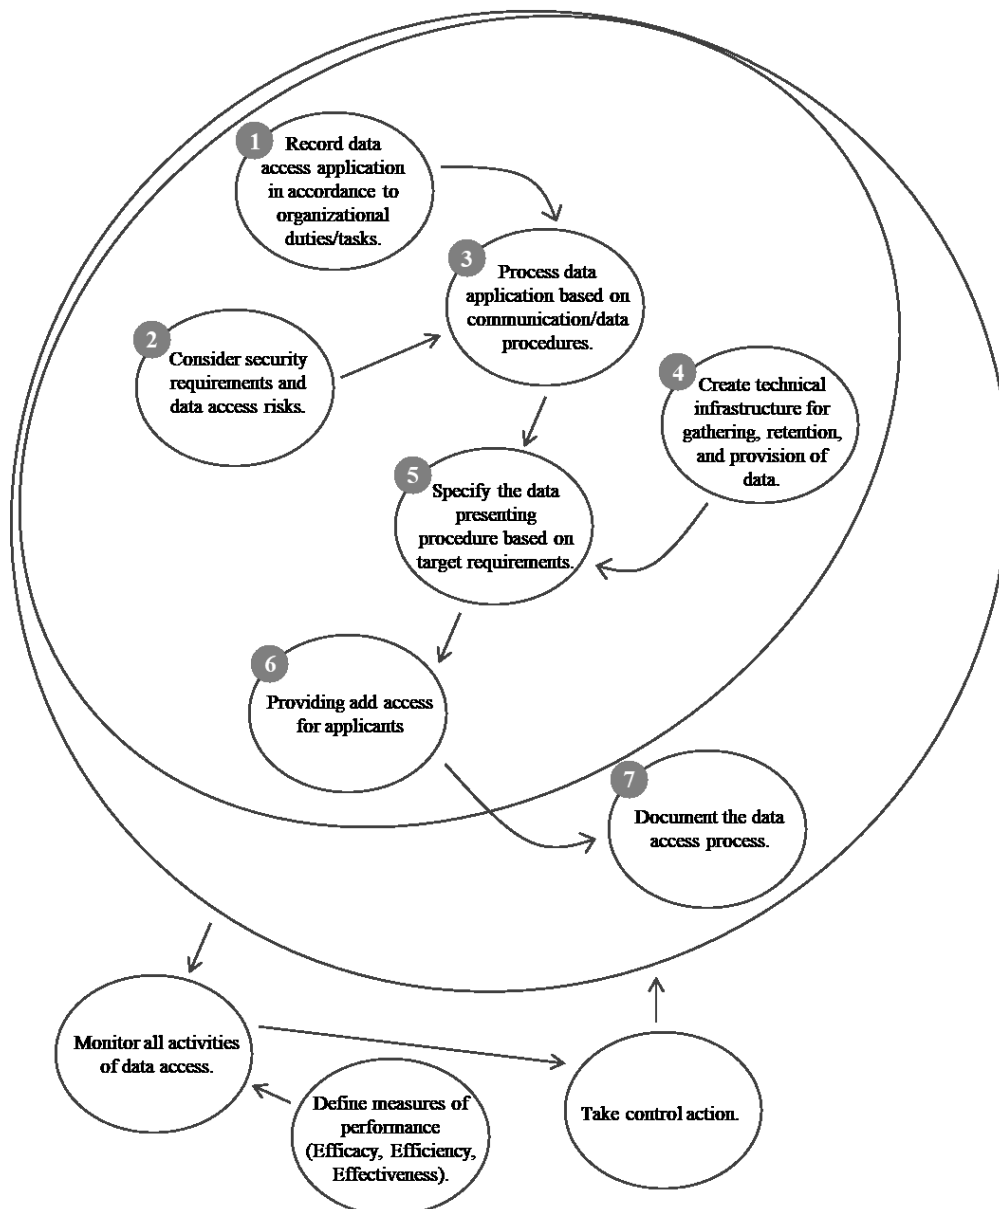 1
Record data
access application
in accordance to
organizational
duties/tasks.
3
Process data
application based on
communication/data
procedures.
2
Consider security
requirements and
data access risks.
4
Create technical
infrastructure for
gathering, retention,
and provision of
data.
5
Specify the data
presenting
procedure based on
target requirements.
6
Providing add access
for applicants
7
Document the data
access process.
Monitor all activities
of data access.
Define measures of
performance
(Efficacy, Efficiency,
Effectiveness).
Take control action.